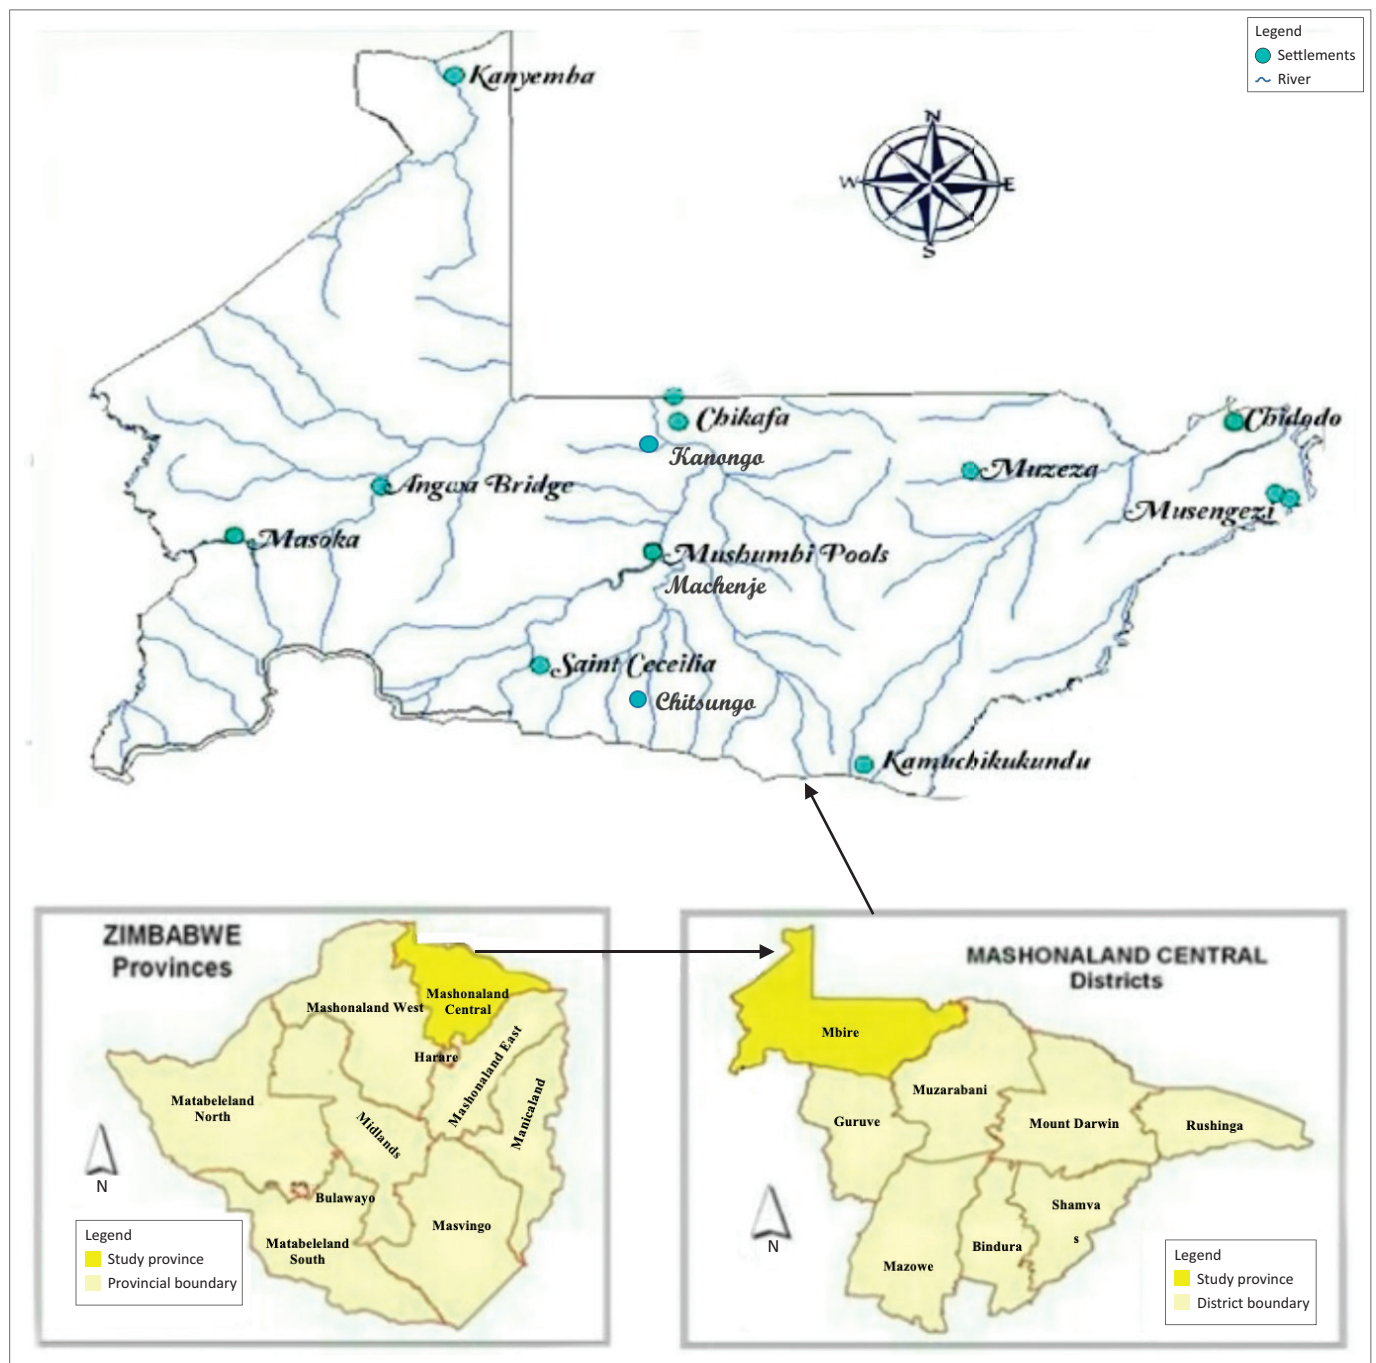 Legend
Settlements
River
Kanyemba
N
W
E
S
Chikafa
Chidodo
Kanongo
Muzeza
Angwa Bridge
Musengezi
Masoka
Mushumbi Pools
Machenje
Saint Ceceilia
Chitsungo
Kamuchikukundu
ZIMBABWE
Provinces
Mashonaland West
Mashonaland
Central
Harare
Mashonaland East
Manicaland
Matabeleland
North
Midlands
Bulawayo
Masvingo
Matabeleland
South
N
Legend
Study province
Provincial boundary
MASHONALAND CENTRAL
Districts
Mbire
Muzarabani
Guruve
Mount Darwin
Rushinga
Shamva
s
Bindura
Mazowe
N
Legend
Study province
District boundary